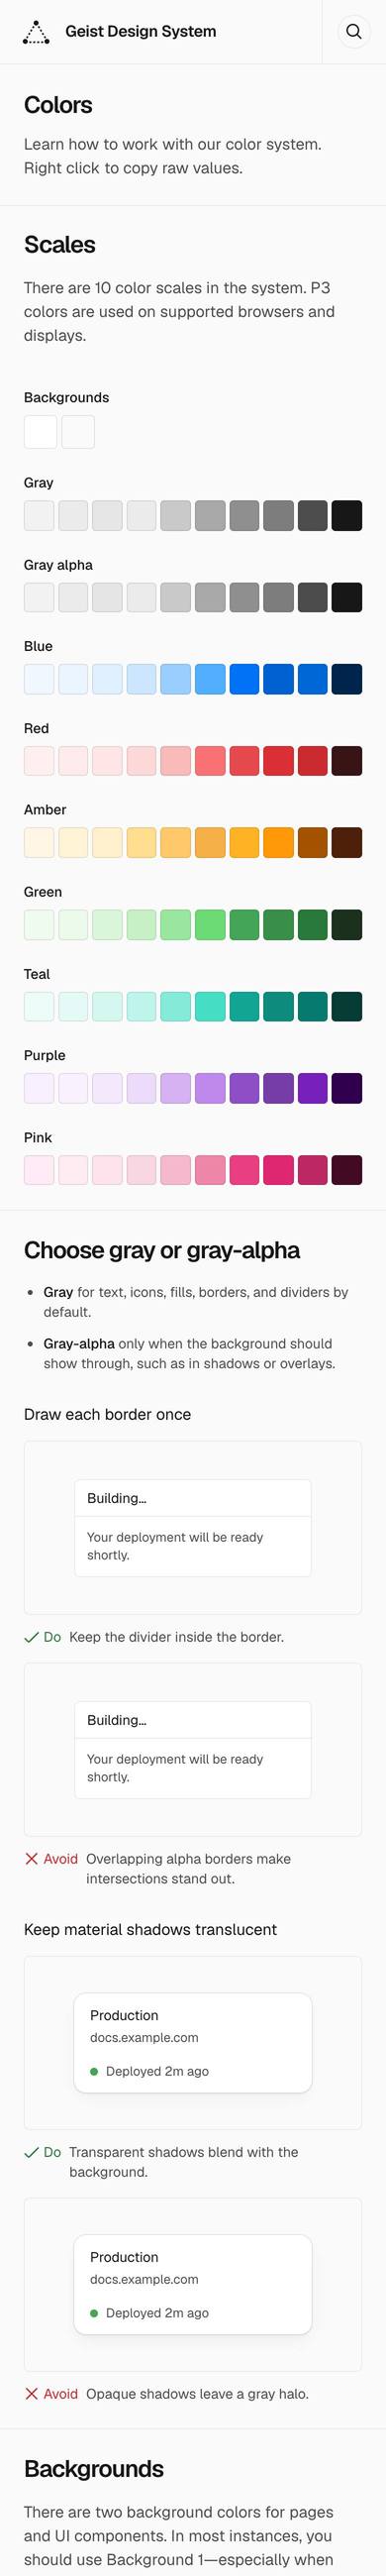 Geist Design System
Colors
Learn how to work with our color system.
Right click to copy raw values.
Scales
There are 10 color scales in the system. P3
colors are used on supported browsers and
displays.
Backgrounds
Gray
Gray alpha
Blue
Red
Amber
Green
Teal
Purple
Pink
Choose gray or gray-alpha
• Gray for text, icons, fills, borders, and dividers by
default.
• Gray-alpha only when the background should
show through, such as in shadows or overlays.
Draw each border once
Building...
Your deployment will be ready
shortly.
Do Keep the divider inside the border.
Building...
Your deployment will be ready
shortly.
Avoid Overlapping alpha borders make
intersections stand out.
Keep material shadows translucent
Production
docs.example.com
Deployed 2m ago
Do Transparent shadows blend with the
background.
Production
docs.example.com
Deployed 2m ago
Avoid Opaque shadows leave a gray halo.
Backgrounds
There are two background colors for pages
and UI components. In most instances, you
should use Background 1—especially when